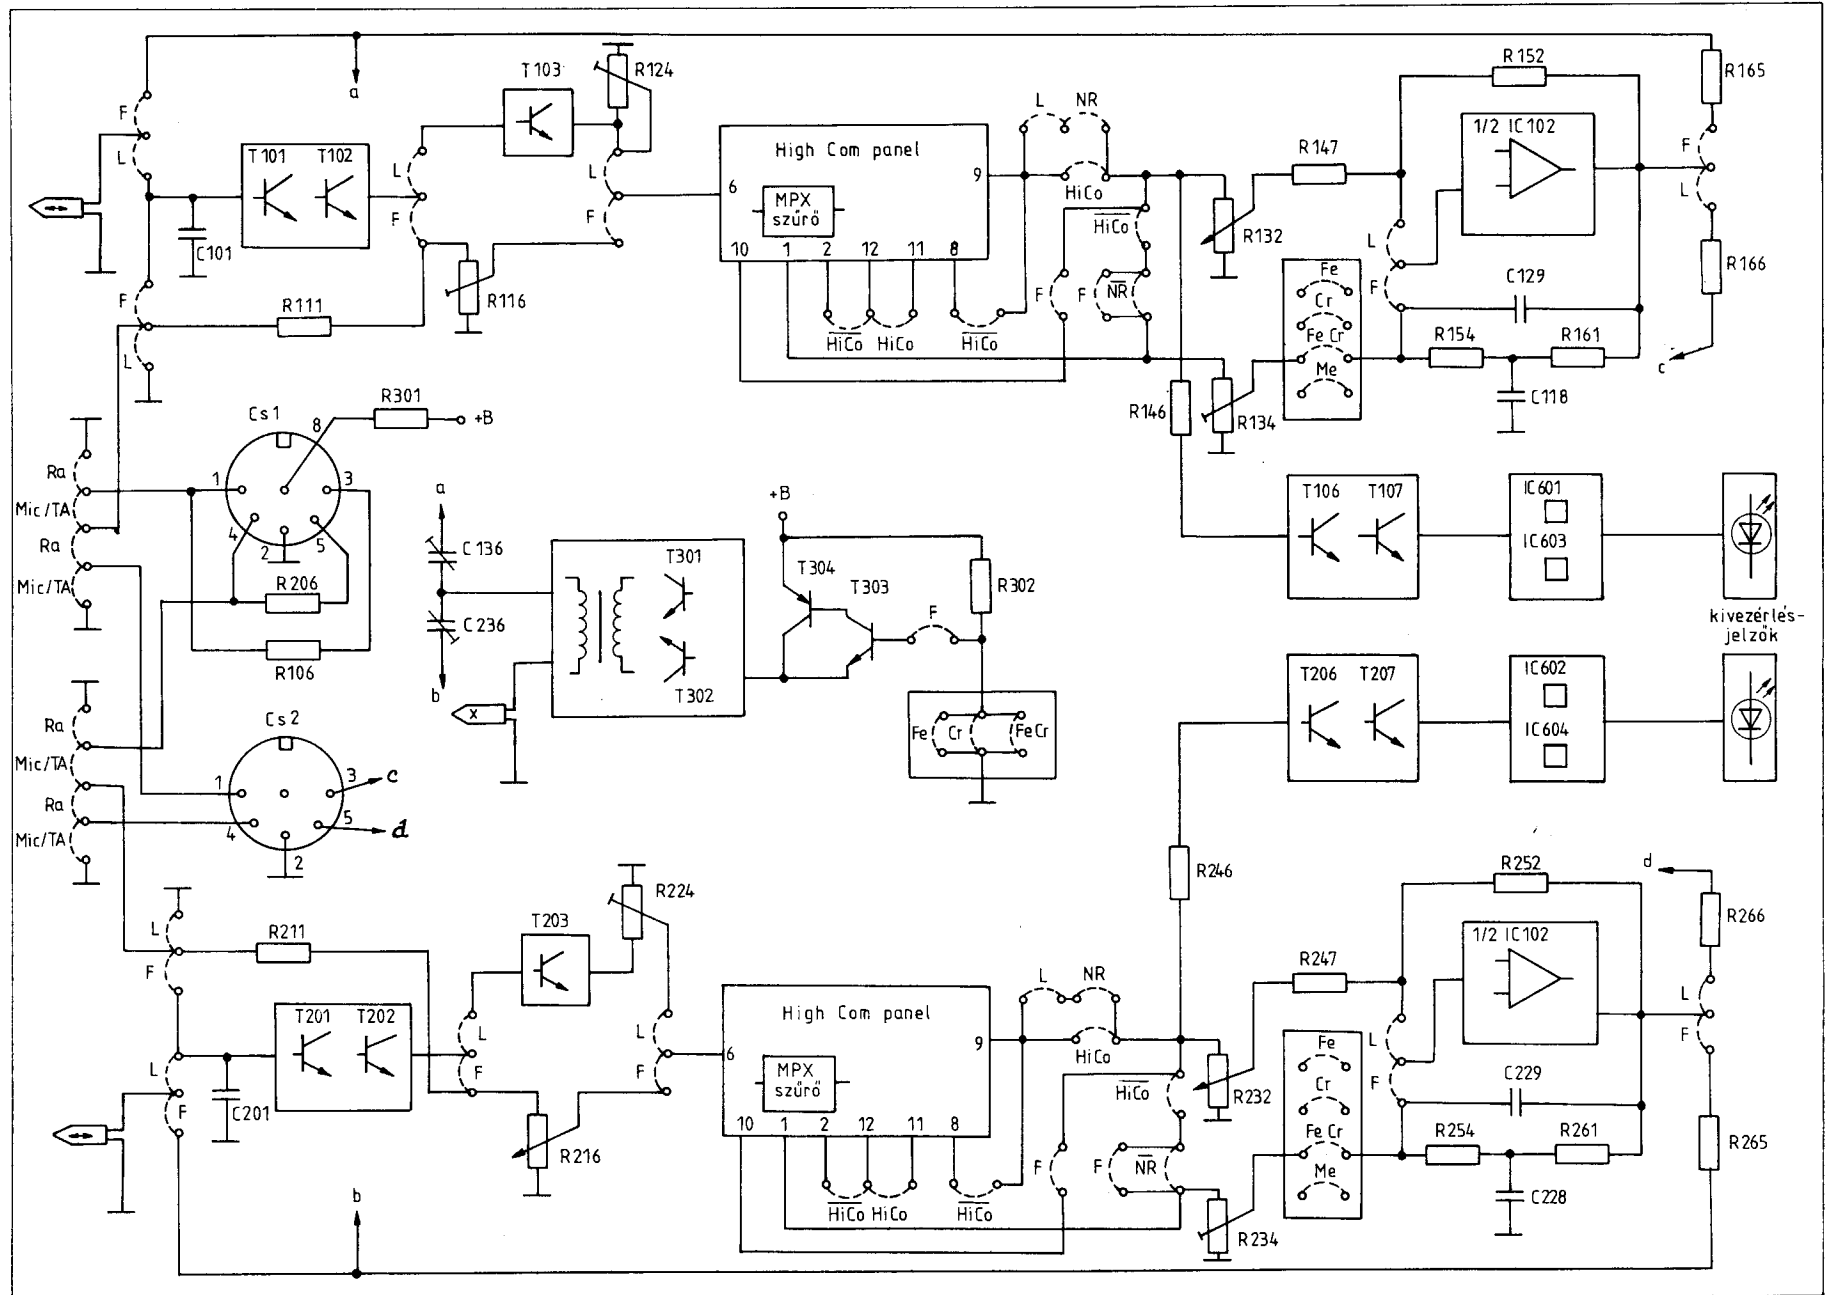 F
L
a
T101 T102
C101
T103
R124
L
F
L
F
R116
R111
F
L
High Com panel
6
9
MPX
szűrő
10 1 2 12 11 8
HiCo HiCo HiCo
L NR
HiCo
HiCo
F F NR
R132
R134
R146
R147
R152
1/2 IC102
L
F
C129
R154 R161
C118
Fe
Cr
FeCr
Me
R165
F
L
R166
c
Cs1
R301
+B
8
1 3
4 2 5
R206
R106
Ra
Mic/TA
Ra
Mic/TA
Ra
Mic/TA
Ra
Mic/TA
Cs2
1 3 c
4 5 d
2
a
C136
C236
b
x
T301
T302
+B
T304
T303
F
R302
Fe Cr FeCr
T106 T107
IC601
IC603
kivezérlés-
jelzők
T206 T207
IC602
IC604
R246
L
F
R211
T201 T202
L
F
C201
T203
R224
L
F
L
F
R216
b
High Com panel
6
9
MPX
szűrő
10 1 2 12 11 8
HiCo HiCo HiCo
L NR
HiCo
HiCo
F F NR
R232
R234
R247
R252
1/2 IC102
L
F
C229
R254 R261
C228
Fe
Cr
FeCr
Me
d
R266
L
F
R265